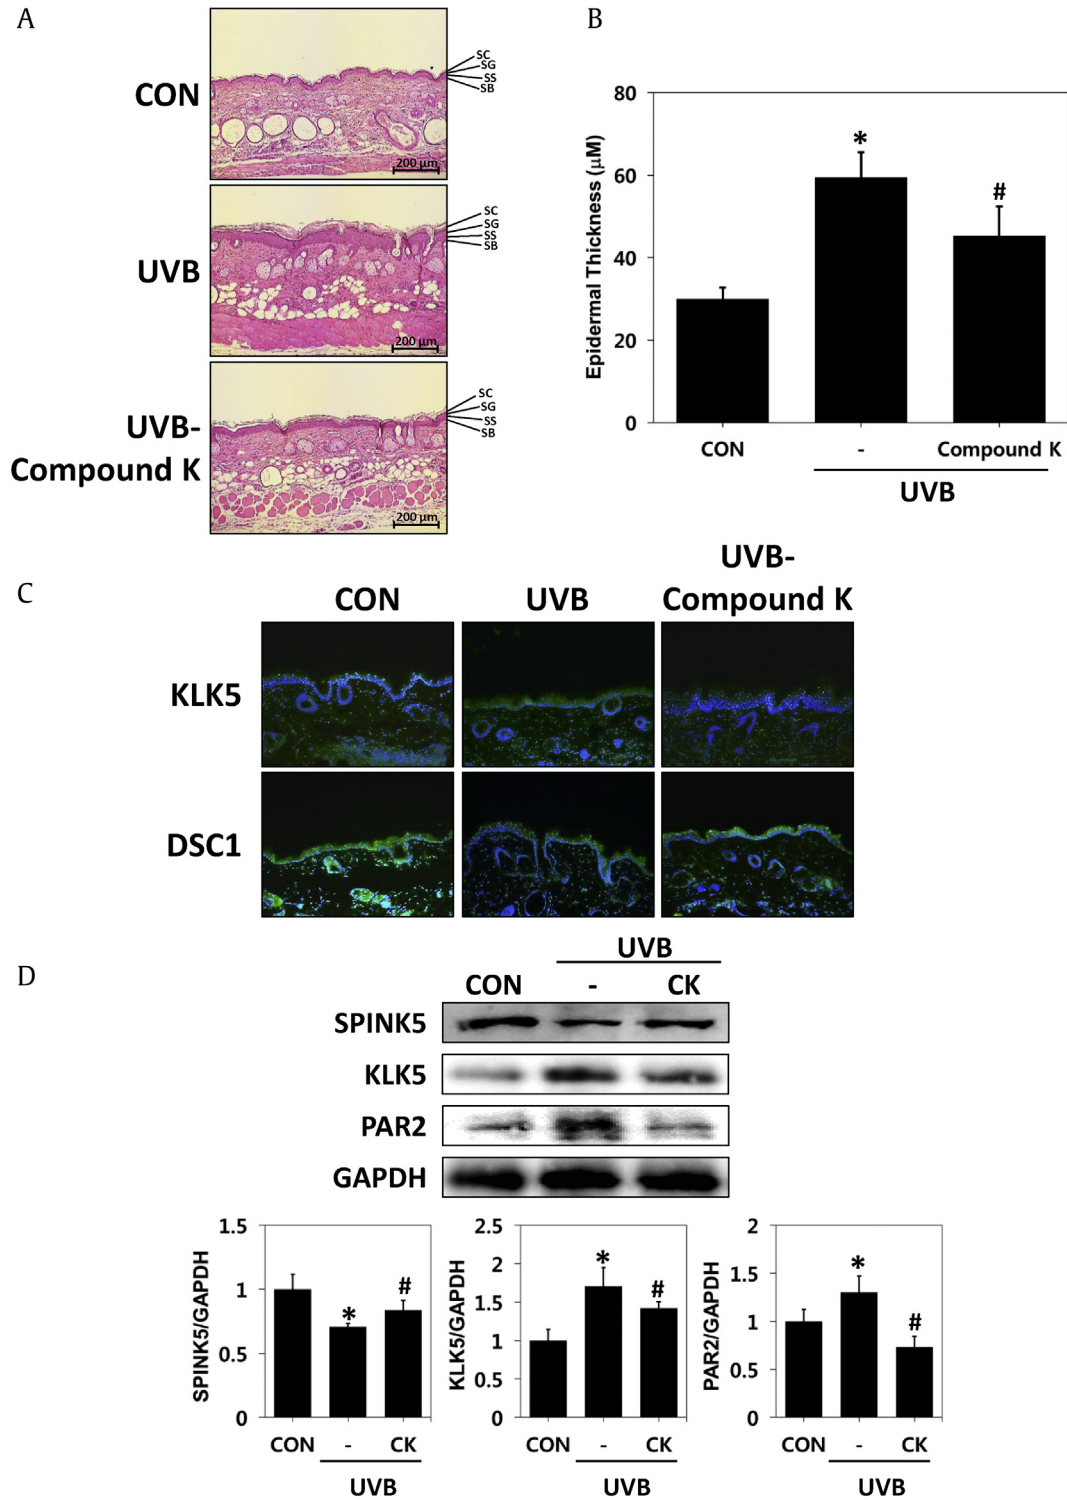 A
CON
SC
SG
SS
SB
200 μm
UVB
SC
SG
SS
SB
200 μm
UVB-
Compound K
SC
SG
SS
SB
200 μm
B
Epidermal Thickness (μM)
80
60
40
20
0
*
#
CON
-
Compound K
UVB
C
CON
UVB
UVB-
Compound K
KLK5
DSC1
D
UVB
CON
-
CK
SPINK5
KLK5
PAR2
GAPDH
SPINK5/GAPDH
1.5
1
0.5
0
*
#
CON
-
CK
UVB
KLK5/GAPDH
2.5
2
1.5
1
0.5
0
*
#
CON
-
CK
UVB
PAR2/GAPDH
2
1.5
1
0.5
0
*
#
CON
-
CK
UVB